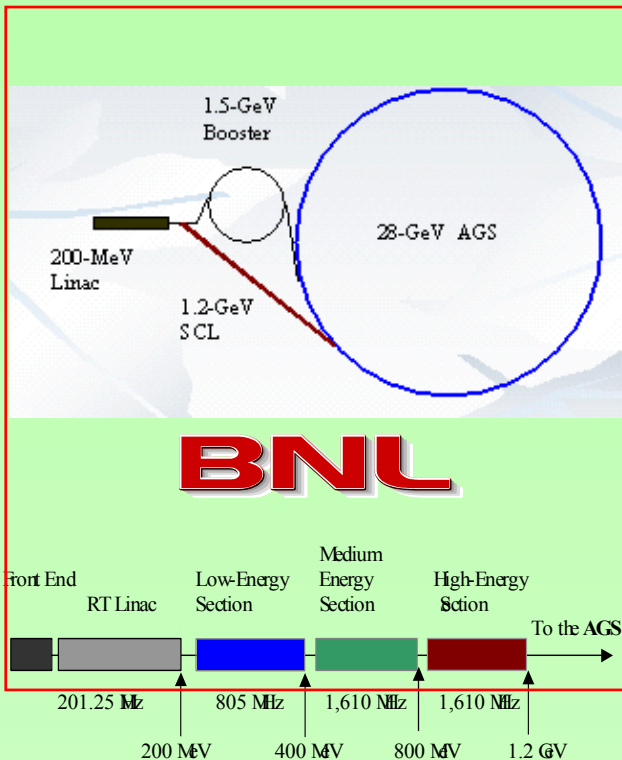 1.5-GeV
Booster
28-GeV AGS
200-MeV
Linac
1.2-GeV
SCL
BNL
Front End
RT Linac
Low-Energy
Section
Medium
Energy
Section
High-Energy
Section
To the AGS
201.25 MHz
805 MHz
1,610 MHz
1,610 MHz
200 MeV
400 MeV
800 MeV
1.2 GeV